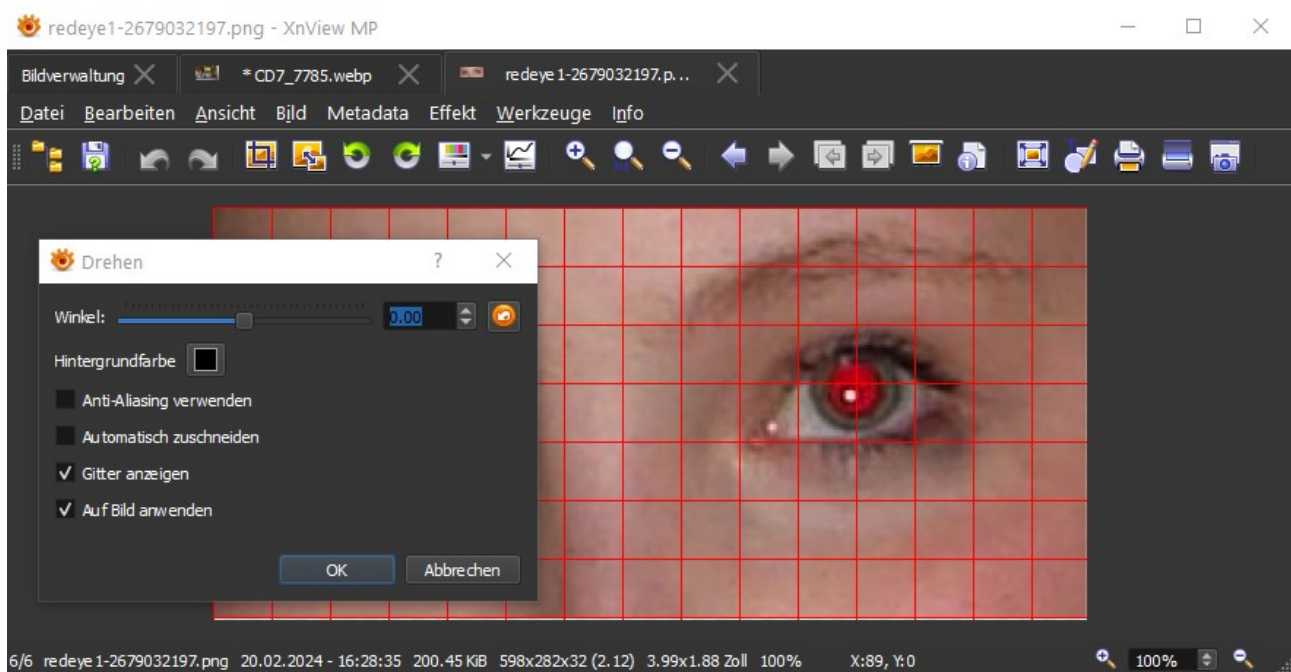 redeye1-2679032197.png - XnView MP
Bildverwaltung
* CD7_7785.webp
redeye1-2679032197.p...
Datei Bearbeiten Ansicht Bild Metadata Effekt Werkzeuge Info
Drehen
?
Winkel: 0.00
Hintergrundfarbe
Anti-Aliasing verwenden
Automatisch zuschneiden
Gitter anzeigen
Auf Bild anwenden
OK Abbrechen
6/6 redeye1-2679032197.png 20.02.2024 - 16:28:35 200.45 KiB 598x282x32 (2.12) 3.99x1.88 Zoll 100% X:89, Y:0 100%